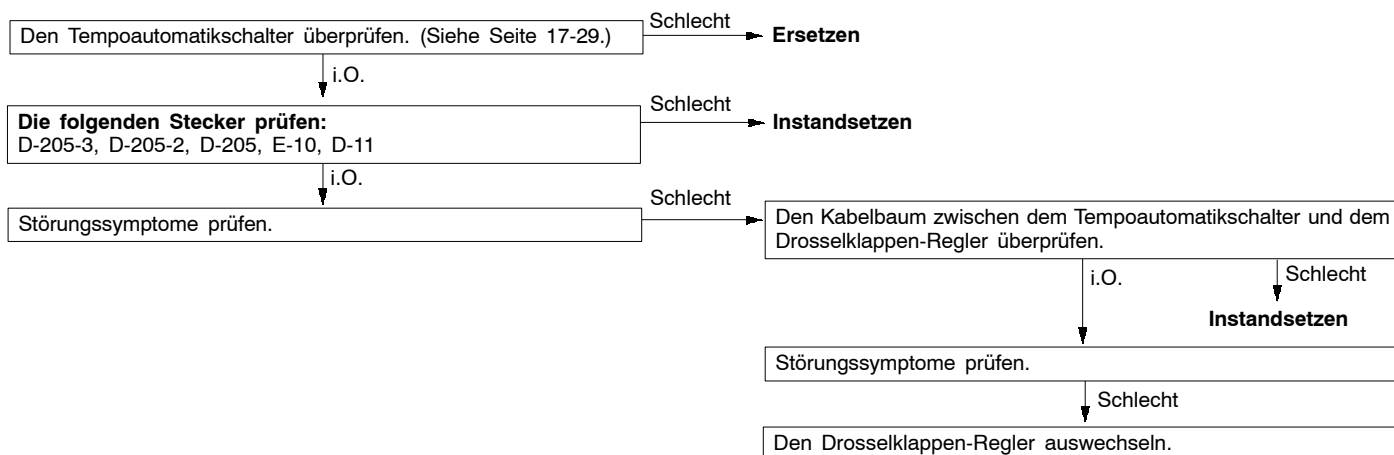 Den Tempoautomatikschalter überprüfen. (Siehe Seite 17-29.)
Schlecht
Ersetzen
i.O.
Die folgenden Stecker prüfen:
D-205-3, D-205-2, D-205, E-10, D-11
Schlecht
Instandsetzen
i.O.
Störungssymptome prüfen.
Schlecht
Den Kabelbaum zwischen dem Tempoautomatikschalter und dem
Drosselklappen-Regler überprüfen.
i.O.
Schlecht
Instandsetzen
Störungssymptome prüfen.
Schlecht
Den Drosselklappen-Regler auswechseln.